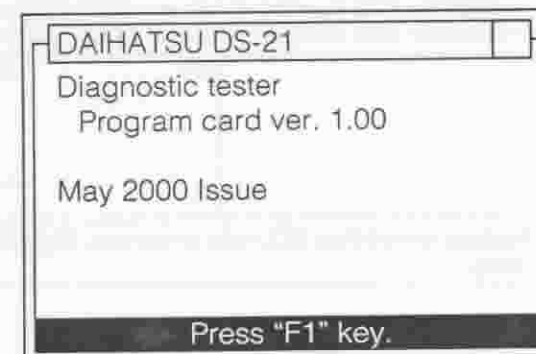 DAIHATSU DS-21
Diagnostic tester
Program card ver. 1.00
May 2000 Issue
Press “F1” key.